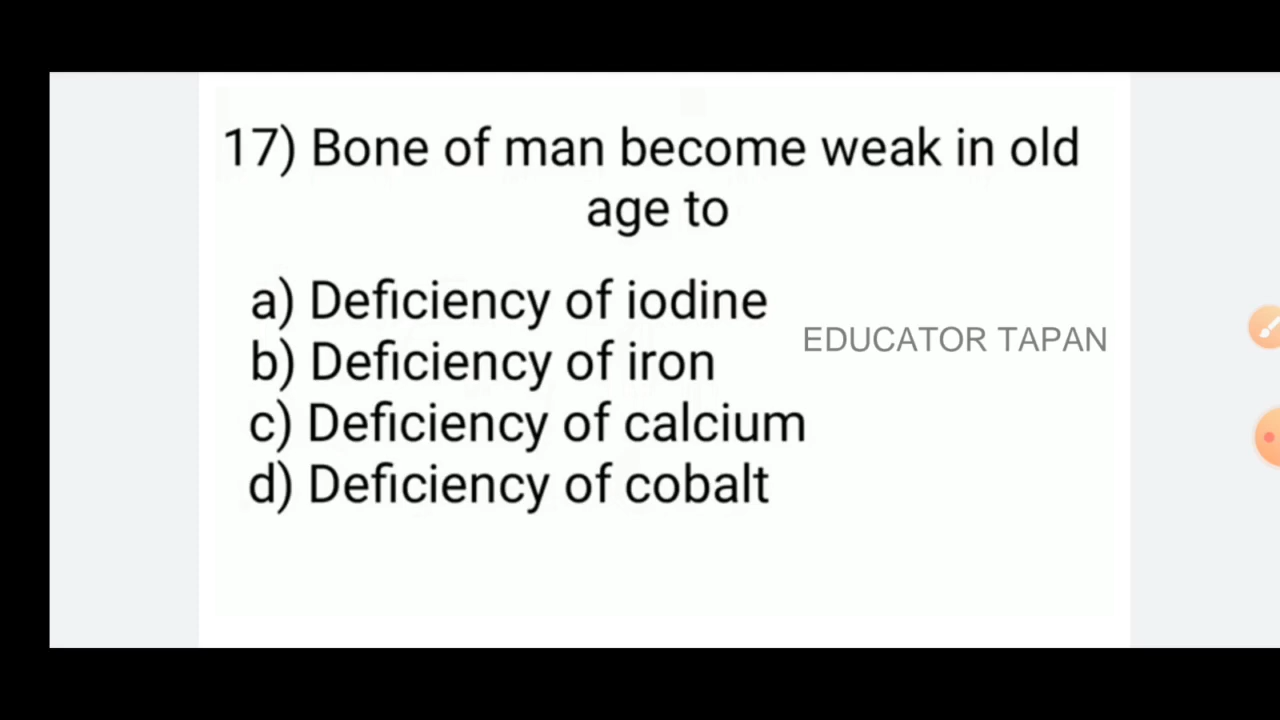 17) Bone of man become weak in old
age to
a) Deficiency of iodine
EDUCATOR TAPAN
b) Deficiency of iron
c) Deficiency of calcium
d) Deficiency of cobalt